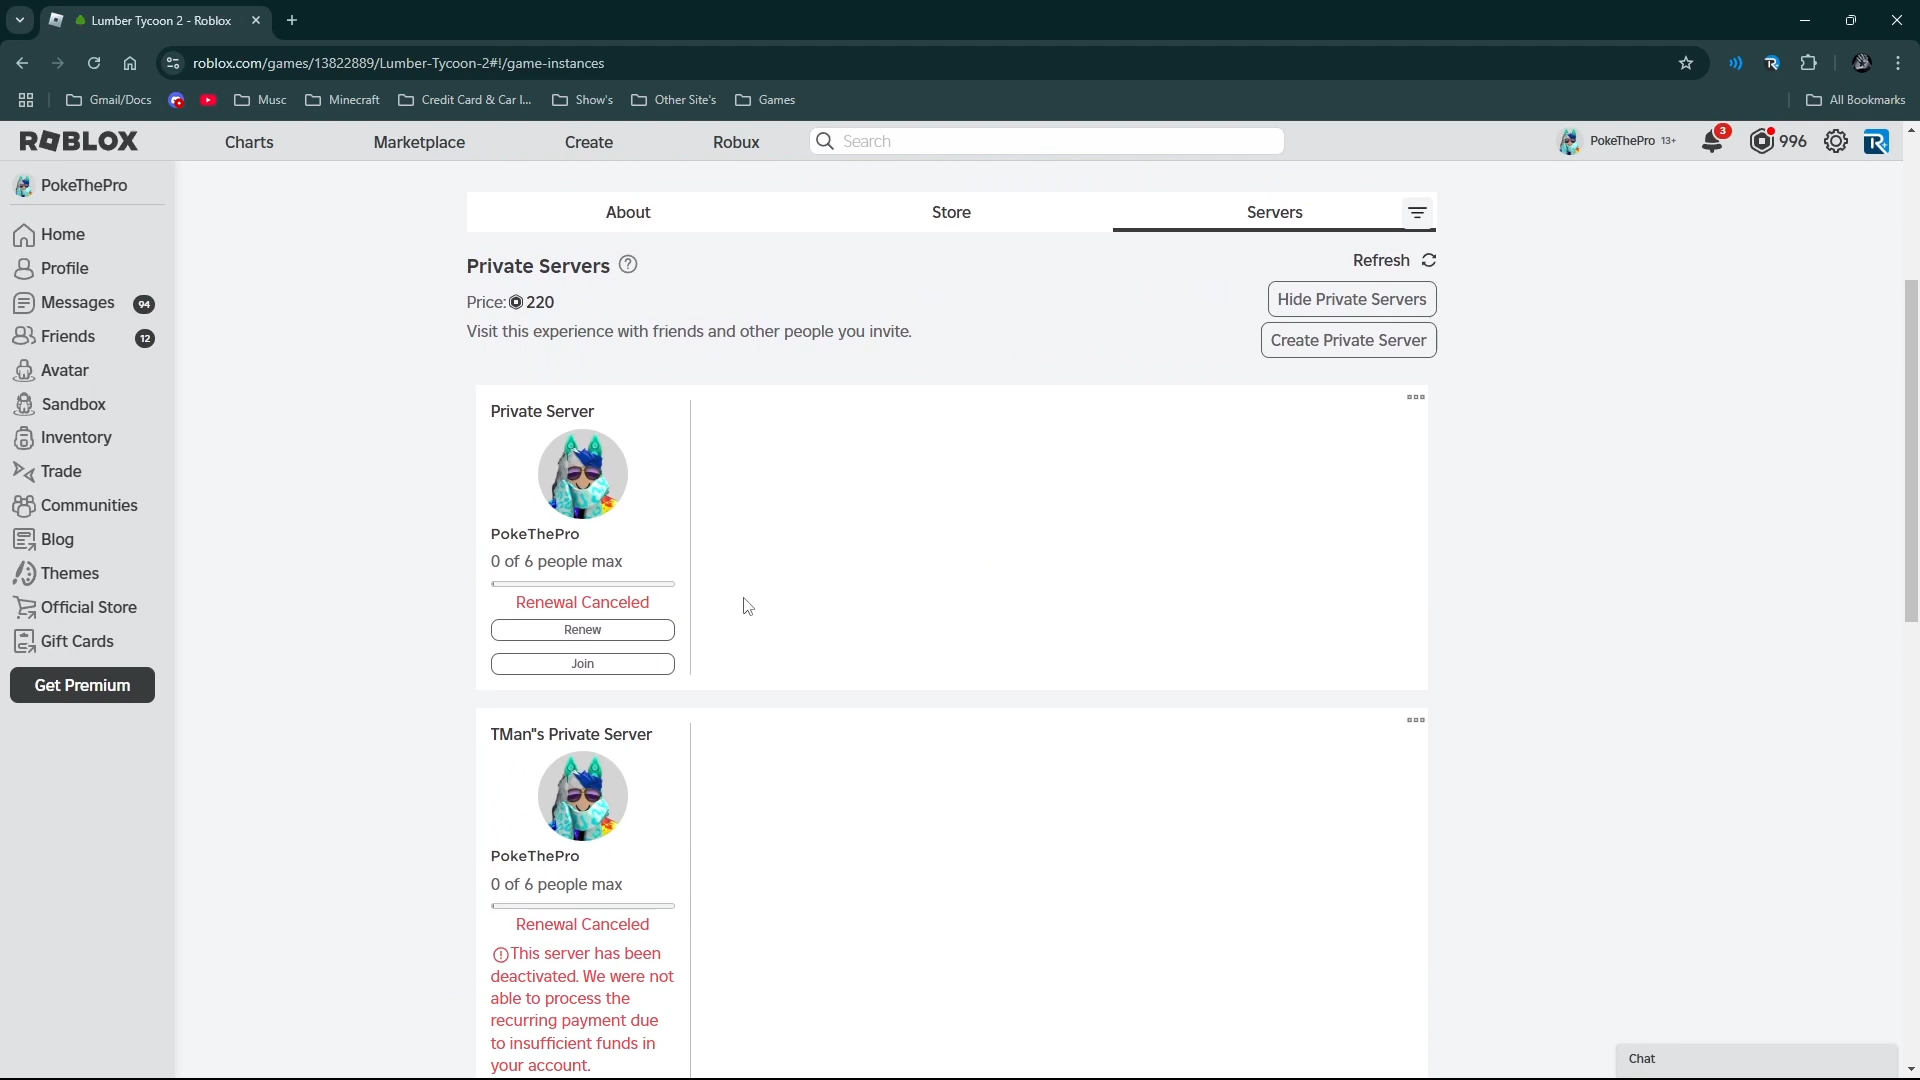 Lumber Tycoon 2 - Roblox
roblox.com/games/13822889/Lumber-Tycoon-2#!/game-instances
Gmail/Docs
Musc
Minecraft
Credit Card & Car I...
Show's
Other Site's
Games
All Bookmarks
ROBLOX
Charts
Marketplace
Create
Robux
Search
PokeThePro 13+
3
996
PokeThePro
Home
Profile
Messages 94
Friends 12
Avatar
Sandbox
Inventory
Trade
Communities
Blog
Themes
Official Store
Gift Cards
Get Premium
About
Store
Servers
Private Servers
Refresh
Price: 220
Visit this experience with friends and other people you invite.
Hide Private Servers
Create Private Server
Private Server
PokeThePro
0 of 6 people max
Renewal Canceled
Renew
Join
TMan"s Private Server
PokeThePro
0 of 6 people max
Renewal Canceled
This server has been
deactivated. We were not
able to process the
recurring payment due
to insufficient funds in
your account.
Chat